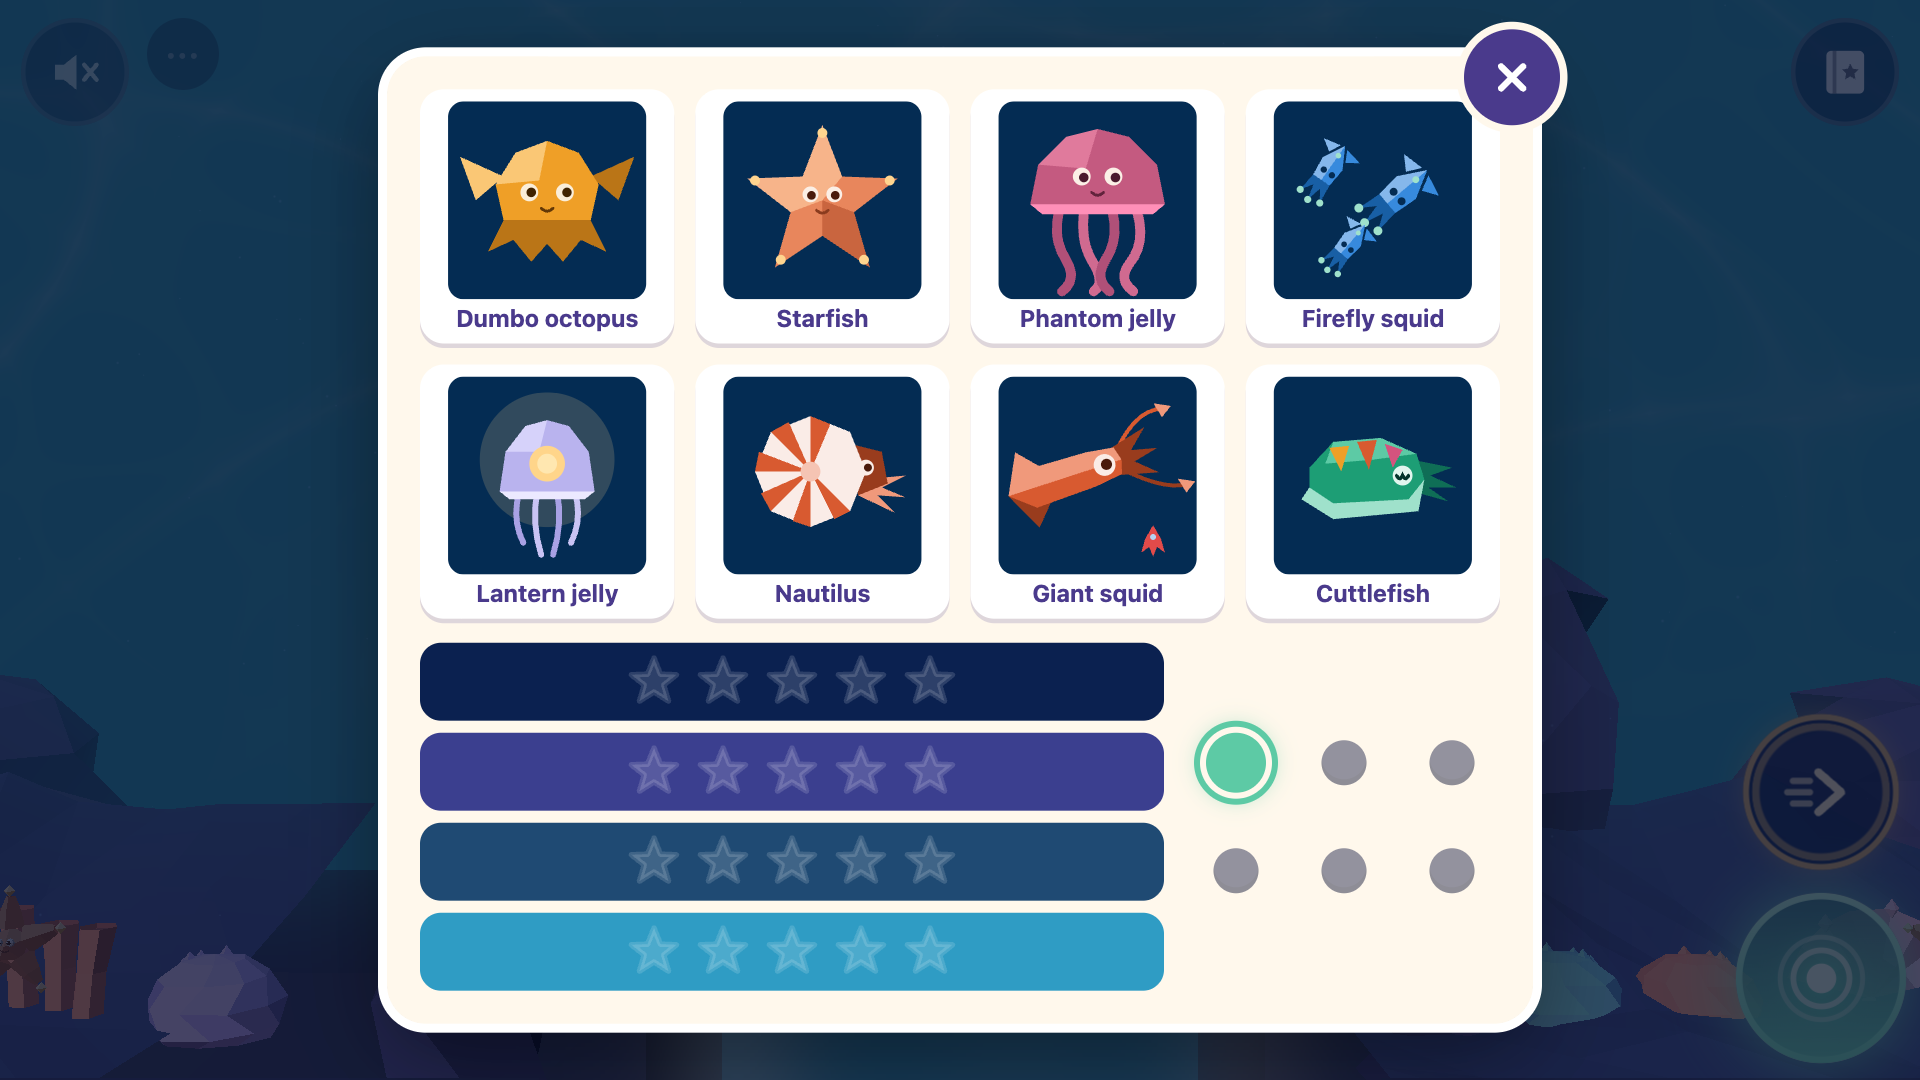 Dumbo octopus
Starfish
Phantom jelly
Firefly squid
Lantern jelly
Nautilus
Giant squid
Cuttlefish